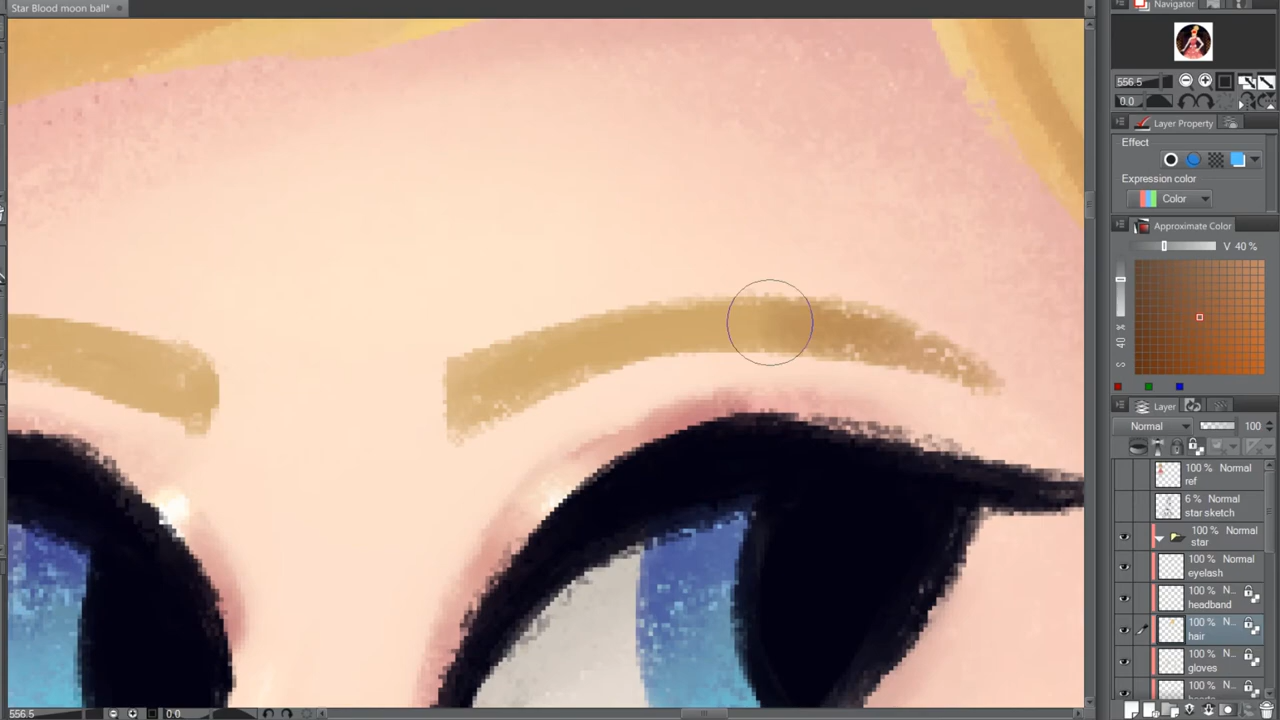 Star Blood moon ball*
Navigator
556.5
0.0
Layer Property
Effect
Expression color
Color
Approximate Color
V 40 %
40
S
Layer
Normal
100
100 % Normal
ref
6 % Normal
star sketch
100 % Normal
star
100 % Normal
eyelash
100 % N...
headband
100 % N...
hair
100 % N...
gloves
100 % N...
556.5
0.0